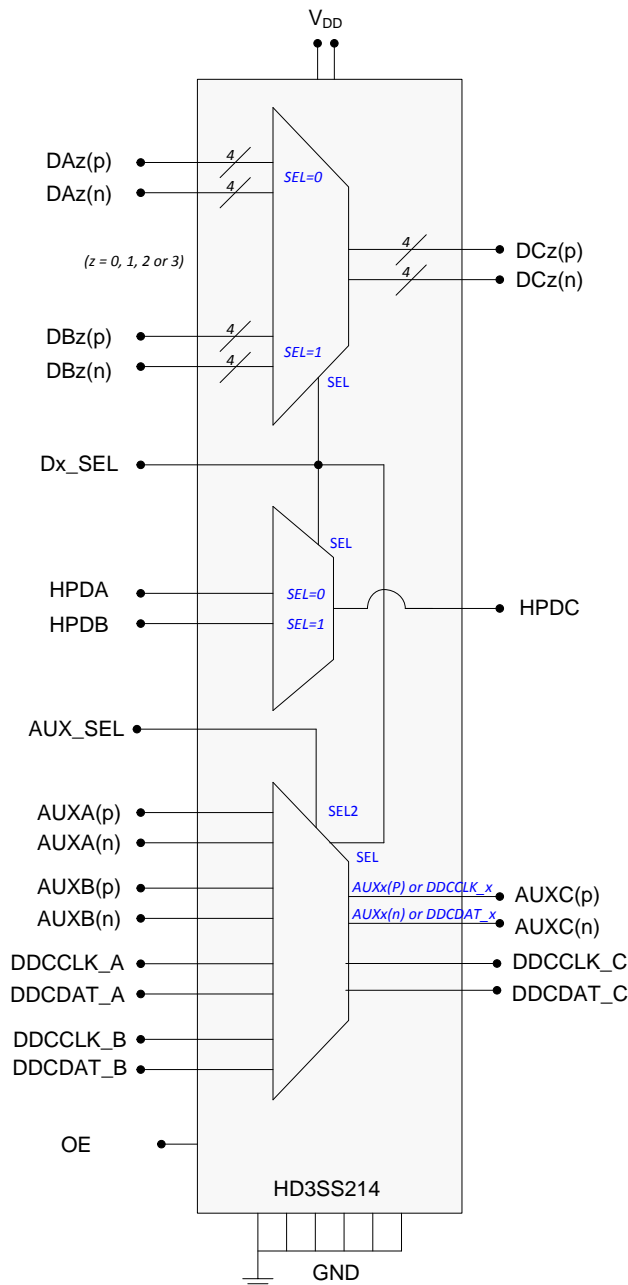 VDD
DAz(p)
4
SEL=0
DAz(n)
4
(z = 0, 1, 2 or 3)
4
DCz(p)
4
DCz(n)
DBz(p)
4
SEL=1
DBz(n)
4
SEL
Dx_SEL
SEL
HPDA
SEL=0
HPDC
HPDB
SEL=1
AUX_SEL
SEL2
AUXA(p)
AUXA(n)
SEL
AUXB(p)
AUXx(P) or DDCCLK_x
AUXC(p)
AUXB(n)
AUXx(n) or DDCDAT_x
AUXC(n)
DDCCLK_A
DDCCLK_C
DDCDAT_A
DDCDAT_C
DDCCLK_B
DDCDAT_B
OE
HD3SS214
GND